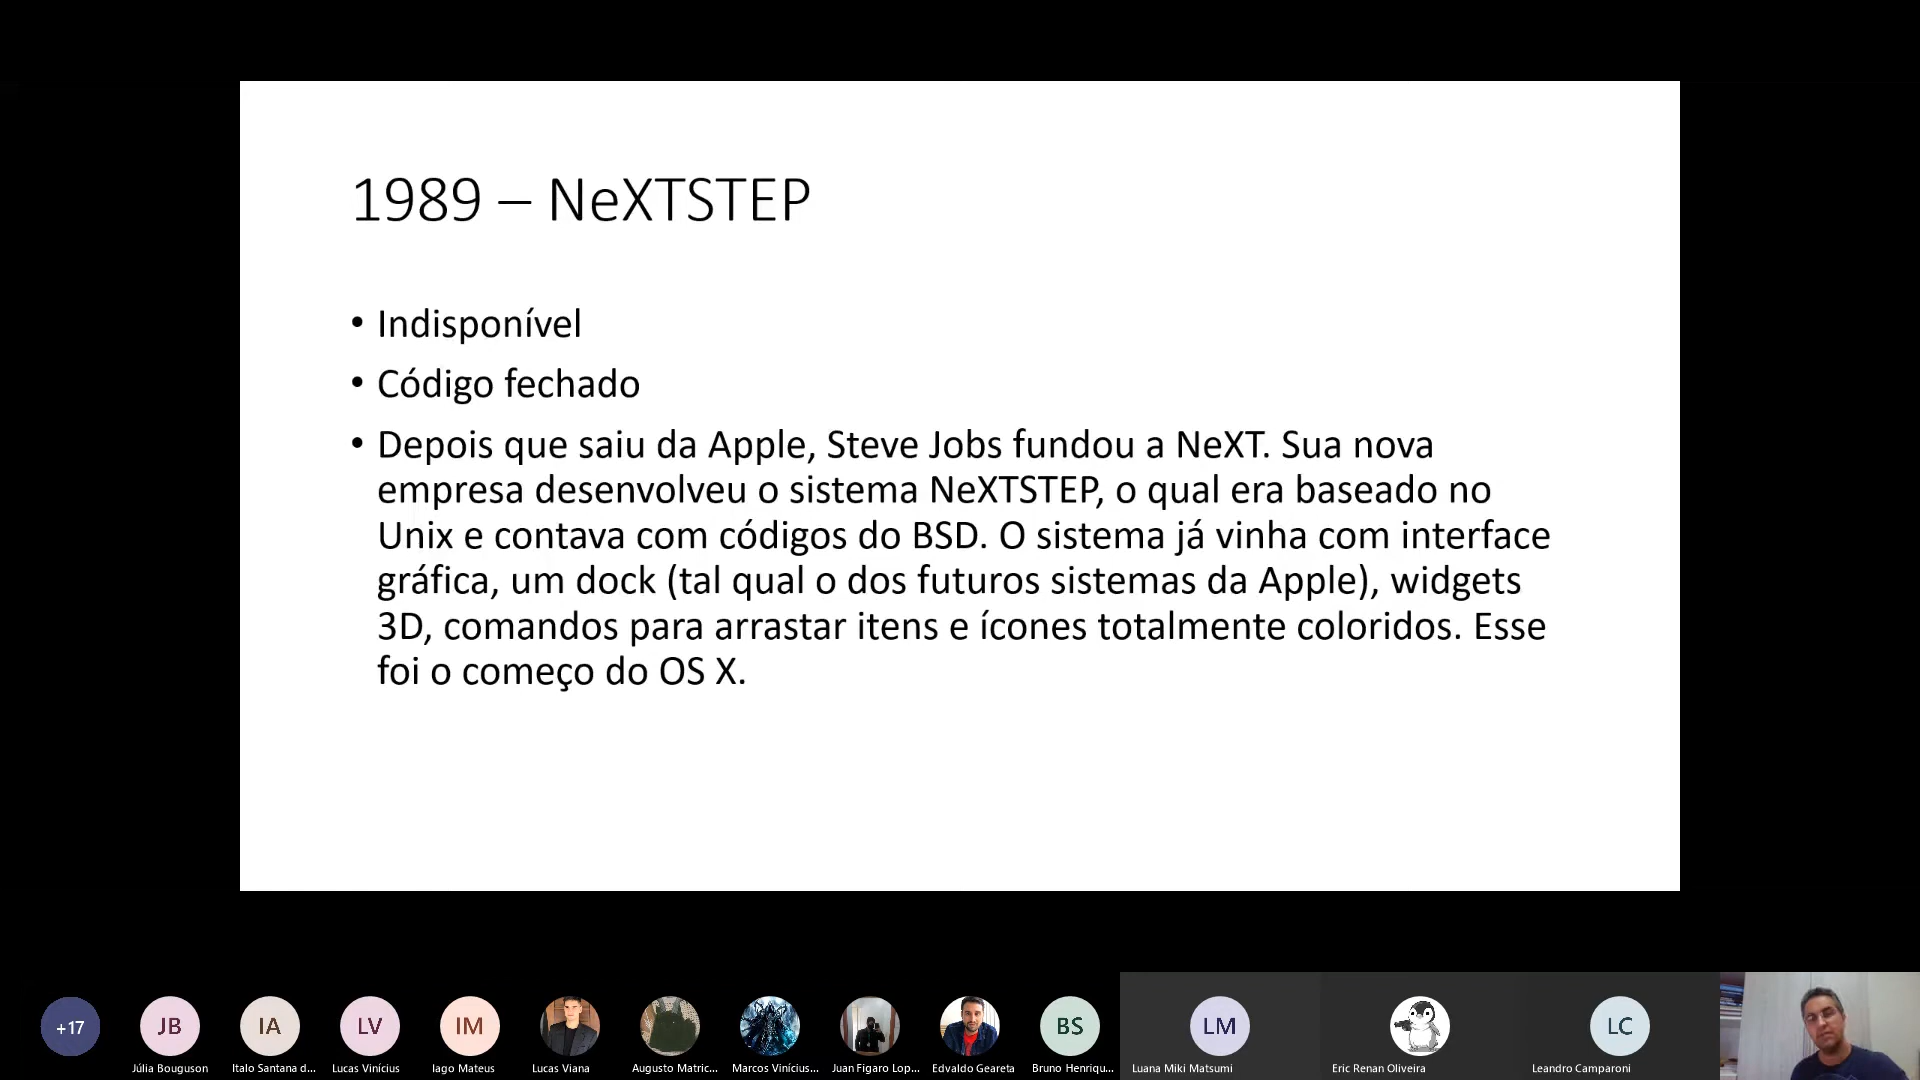 1989 – NeXTSTEP
• Indisponível
• Código fechado
• Depois que saiu da Apple, Steve Jobs fundou a NeXT. Sua nova
empresa desenvolveu o sistema NeXTSTEP, o qual era baseado no
Unix e contava com códigos do BSD. O sistema já vinha com interface
gráfica, um dock (tal qual o dos futuros sistemas da Apple), widgets
3D, comandos para arrastar itens e ícones totalmente coloridos. Esse
foi o começo do OS X.
+17
JB
IA
LV
IM
BS
LM
LC
Júlia Bouguson
Italo Santana d...
Lucas Vinícius
Iago Mateus
Lucas Viana
Augusto Matric...
Marcos Vinícius...
Juan Figaro Lop...
Edvaldo Geareta
Bruno Henriqu...
Luana Miki Matsumi
Eric Renan Oliveira
Leandro Camparoni